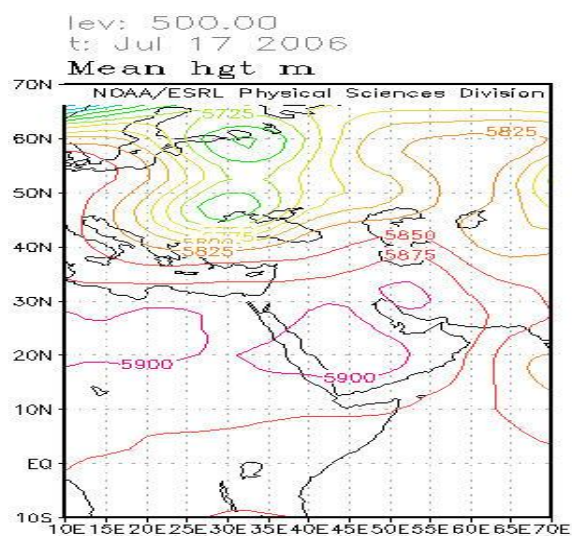 lev: 500.00
t: Jul 17 2006
Mean hgt m
70N
NOAA/ESRL Physical Sciences Division
5725
60N
5825
50N
5775
5800
5825
5850
40N
5875
30N
20N
5900
5900
10N
EQ
10S
10E 15E 20E 25E 30E 35E 40E 45E 50E 55E 60E 65E 70E